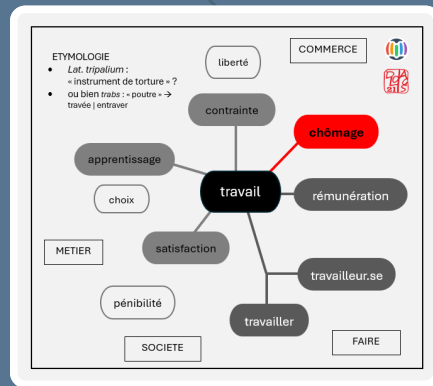 COMMERCE
ETYMOLOGIE
• Lat. tripalium :
« instrument de torture » ?
• ou bien trabs : « poutre » →
travée | entraver
liberté
contrainte
chômage
apprentissage
travail
rémunération
choix
METIER
satisfaction
travailleur.se
pénibilité
travailler
SOCIETE
FAIRE